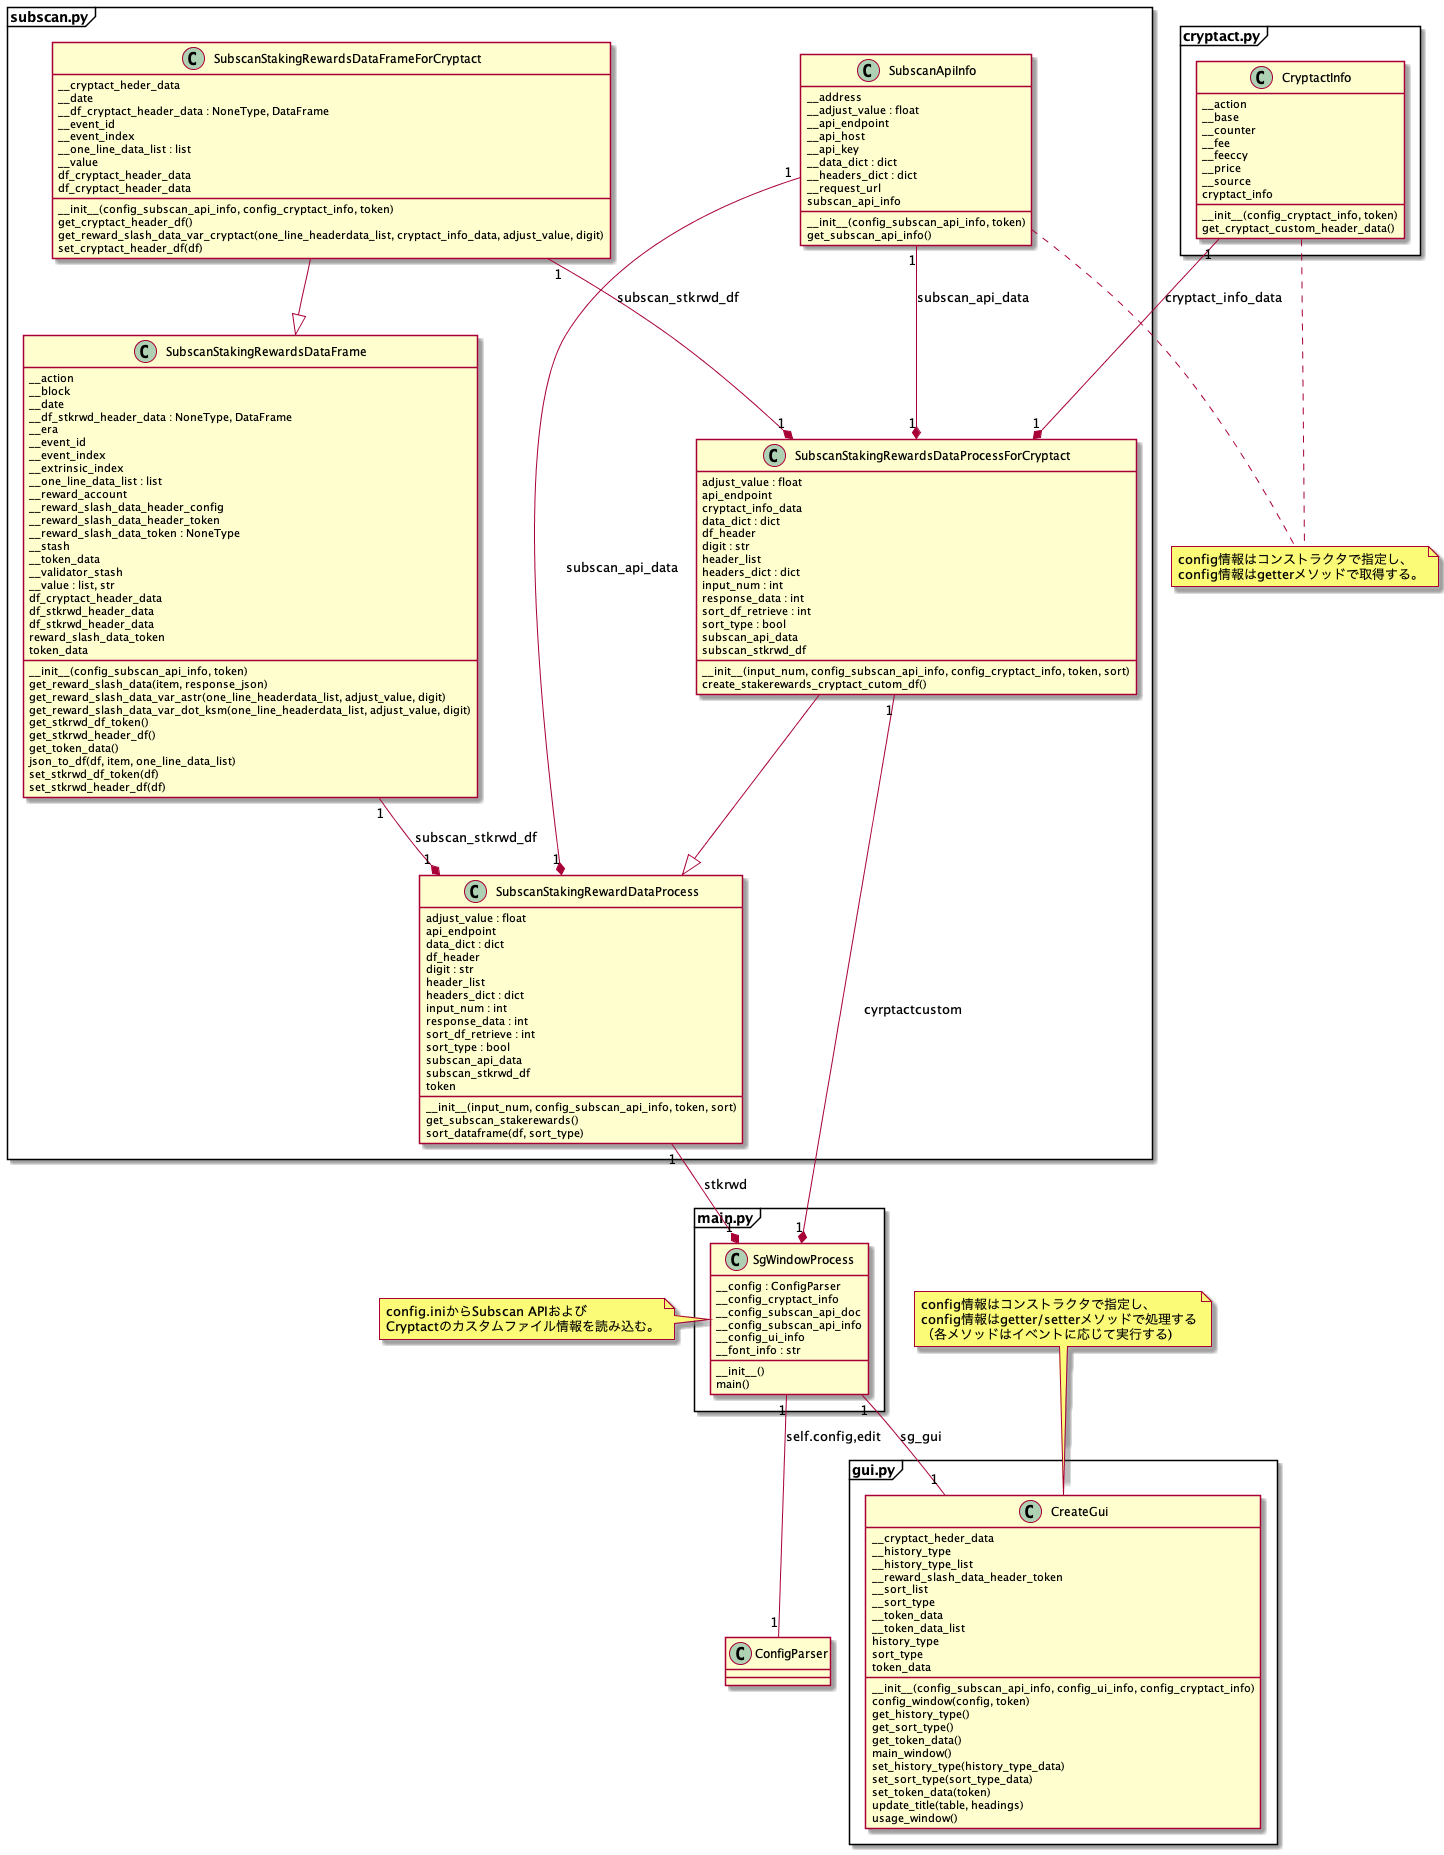 subscan.py
C SubscanStakingRewardsDataFrameForCryptact
__cryptact_heder_data
__date
__df_cryptact_header_data : NoneType, DataFrame
__event_id
__event_index
__one_line_data_list : list
__value
df_cryptact_header_data
df_cryptact_header_data
__init__(config_subscan_api_info, config_cryptact_info, token)
get_cryptact_header_df()
get_reward_slash_data_var_cryptact(one_line_headerdata_list, cryptact_info_data, adjust_value, digit)
set_cryptact_header_df(df)
C SubscanApiInfo
__address
__adjust_value : float
__api_endpoint
__api_host
__api_key
__data_dict : dict
__headers_dict : dict
__request_url
subscan_api_info
__init__(config_subscan_api_info, token)
get_subscan_api_info()
cryptact.py
C CryptactInfo
__action
__base
__counter
__fee
__feeccy
__price
__source
cryptact_info
__init__(config_cryptact_info, token)
get_cryptact_custom_header_data()
1
1
1
1
subscan_stkrwd_df
subscan_api_data
cryptact_info_data
1
1
1
C SubscanStakingRewardsDataFrame
__action
__block
__date
__df_stkrwd_header_data : NoneType, DataFrame
__era
__event_id
__event_index
__extrinsic_index
__one_line_data_list : list
__reward_account
__reward_slash_data_header_config
__reward_slash_data_header_token
__reward_slash_data_token : NoneType
__stash
__token_data
__validator_stash
__value : list, str
df_cryptact_header_data
df_stkrwd_header_data
df_stkrwd_header_data
reward_slash_data_token
token_data
__init__(config_subscan_api_info, token)
get_reward_slash_data(item, response_json)
get_reward_slash_data_var_astr(one_line_headerdata_list, adjust_value, digit)
get_reward_slash_data_var_dot_ksm(one_line_headerdata_list, adjust_value, digit)
get_stkrwd_df_token()
get_stkrwd_header_df()
get_token_data()
json_to_df(df, item, one_line_data_list)
set_stkrwd_df_token(df)
set_stkrwd_header_df(df)
C SubscanStakingRewardsDataProcessForCryptact
adjust_value : float
api_endpoint
cryptact_info_data
data_dict : dict
df_header
digit : str
header_list
headers_dict : dict
input_num : int
response_data : int
sort_df_retrieve : int
sort_type : bool
subscan_api_data
subscan_stkrwd_df
__init__(input_num, config_subscan_api_info, config_cryptact_info, token, sort)
create_stakerewards_cryptact_cutom_df()
config情報はコンストラクタで指定し、
config情報はgetterメソッドで取得する。
subscan_api_data
1
1
subscan_stkrwd_df
1
1
C SubscanStakingRewardDataProcess
adjust_value : float
api_endpoint
data_dict : dict
df_header
digit : str
header_list
headers_dict : dict
input_num : int
response_data : int
sort_df_retrieve : int
sort_type : bool
subscan_api_data
subscan_stkrwd_df
token
__init__(input_num, config_subscan_api_info, token, sort)
get_subscan_stakerewards()
sort_dataframe(df, sort_type)
cyrptactcustom
1
stkrwd
main.py
1
1
C SgWindowProcess
__config : ConfigParser
__config_cryptact_info
__config_subscan_api_doc
__config_subscan_api_info
__config_ui_info
__font_info : str
__init__()
main()
config.iniからSubscan APIおよび
Cryptactのカスタムファイル情報を読み込む。
config情報はコンストラクタで指定し、
config情報はgetter/setterメソッドで処理する
（各メソッドはイベントに応じて実行する)
1
1
self.config,edit
sg_gui
1
1
C ConfigParser
gui.py
C CreateGui
__cryptact_heder_data
__history_type
__history_type_list
__reward_slash_data_header_token
__sort_list
__sort_type
__token_data
__token_data_list
history_type
sort_type
token_data
__init__(config_subscan_api_info, config_ui_info, config_cryptact_info)
config_window(config, token)
get_history_type()
get_sort_type()
get_token_data()
main_window()
set_history_type(history_type_data)
set_sort_type(sort_type_data)
set_token_data(token)
update_title(table, headings)
usage_window()